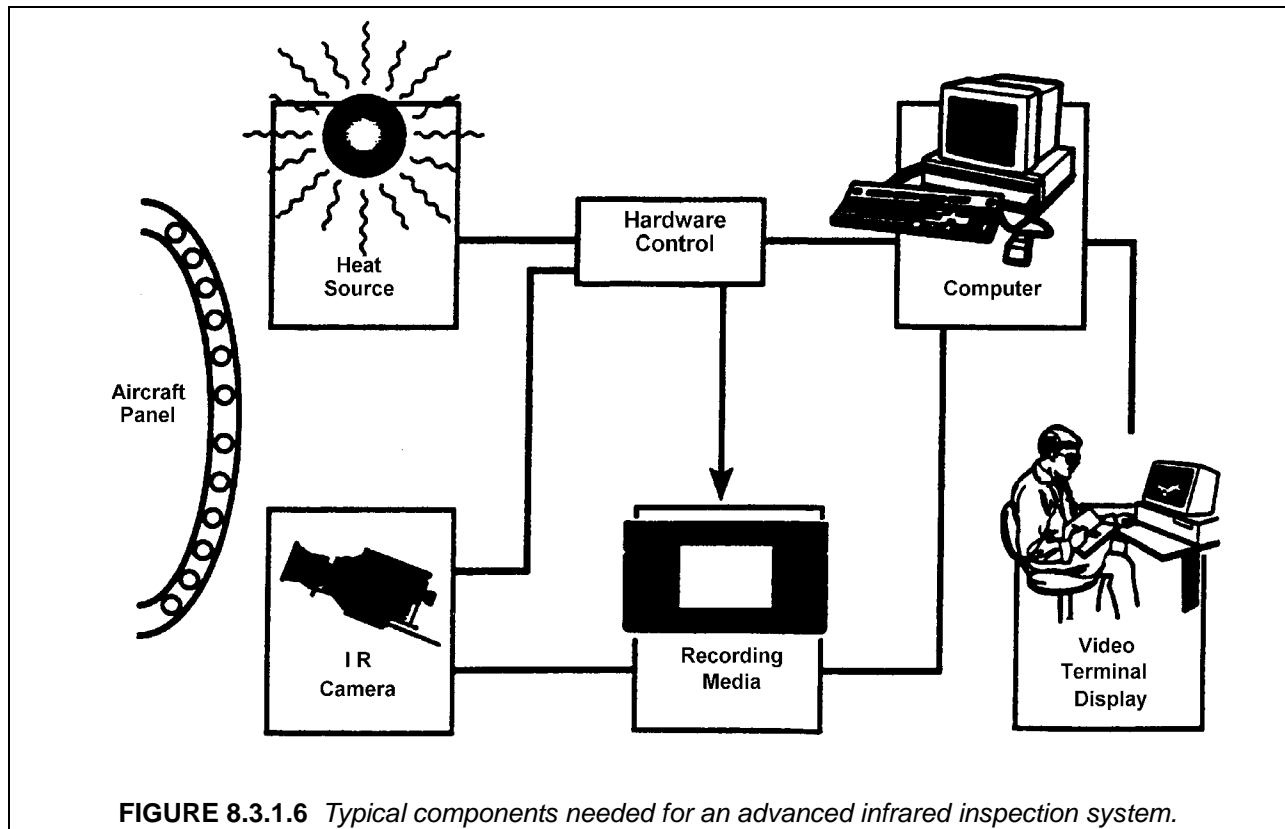 Heat
Source
Hardware
Control
Computer
Aircraft
Panel
I R
Camera
Recording
Media
Video
Terminal
Display
FIGURE 8.3.1.6 Typical components needed for an advanced infrared inspection system.